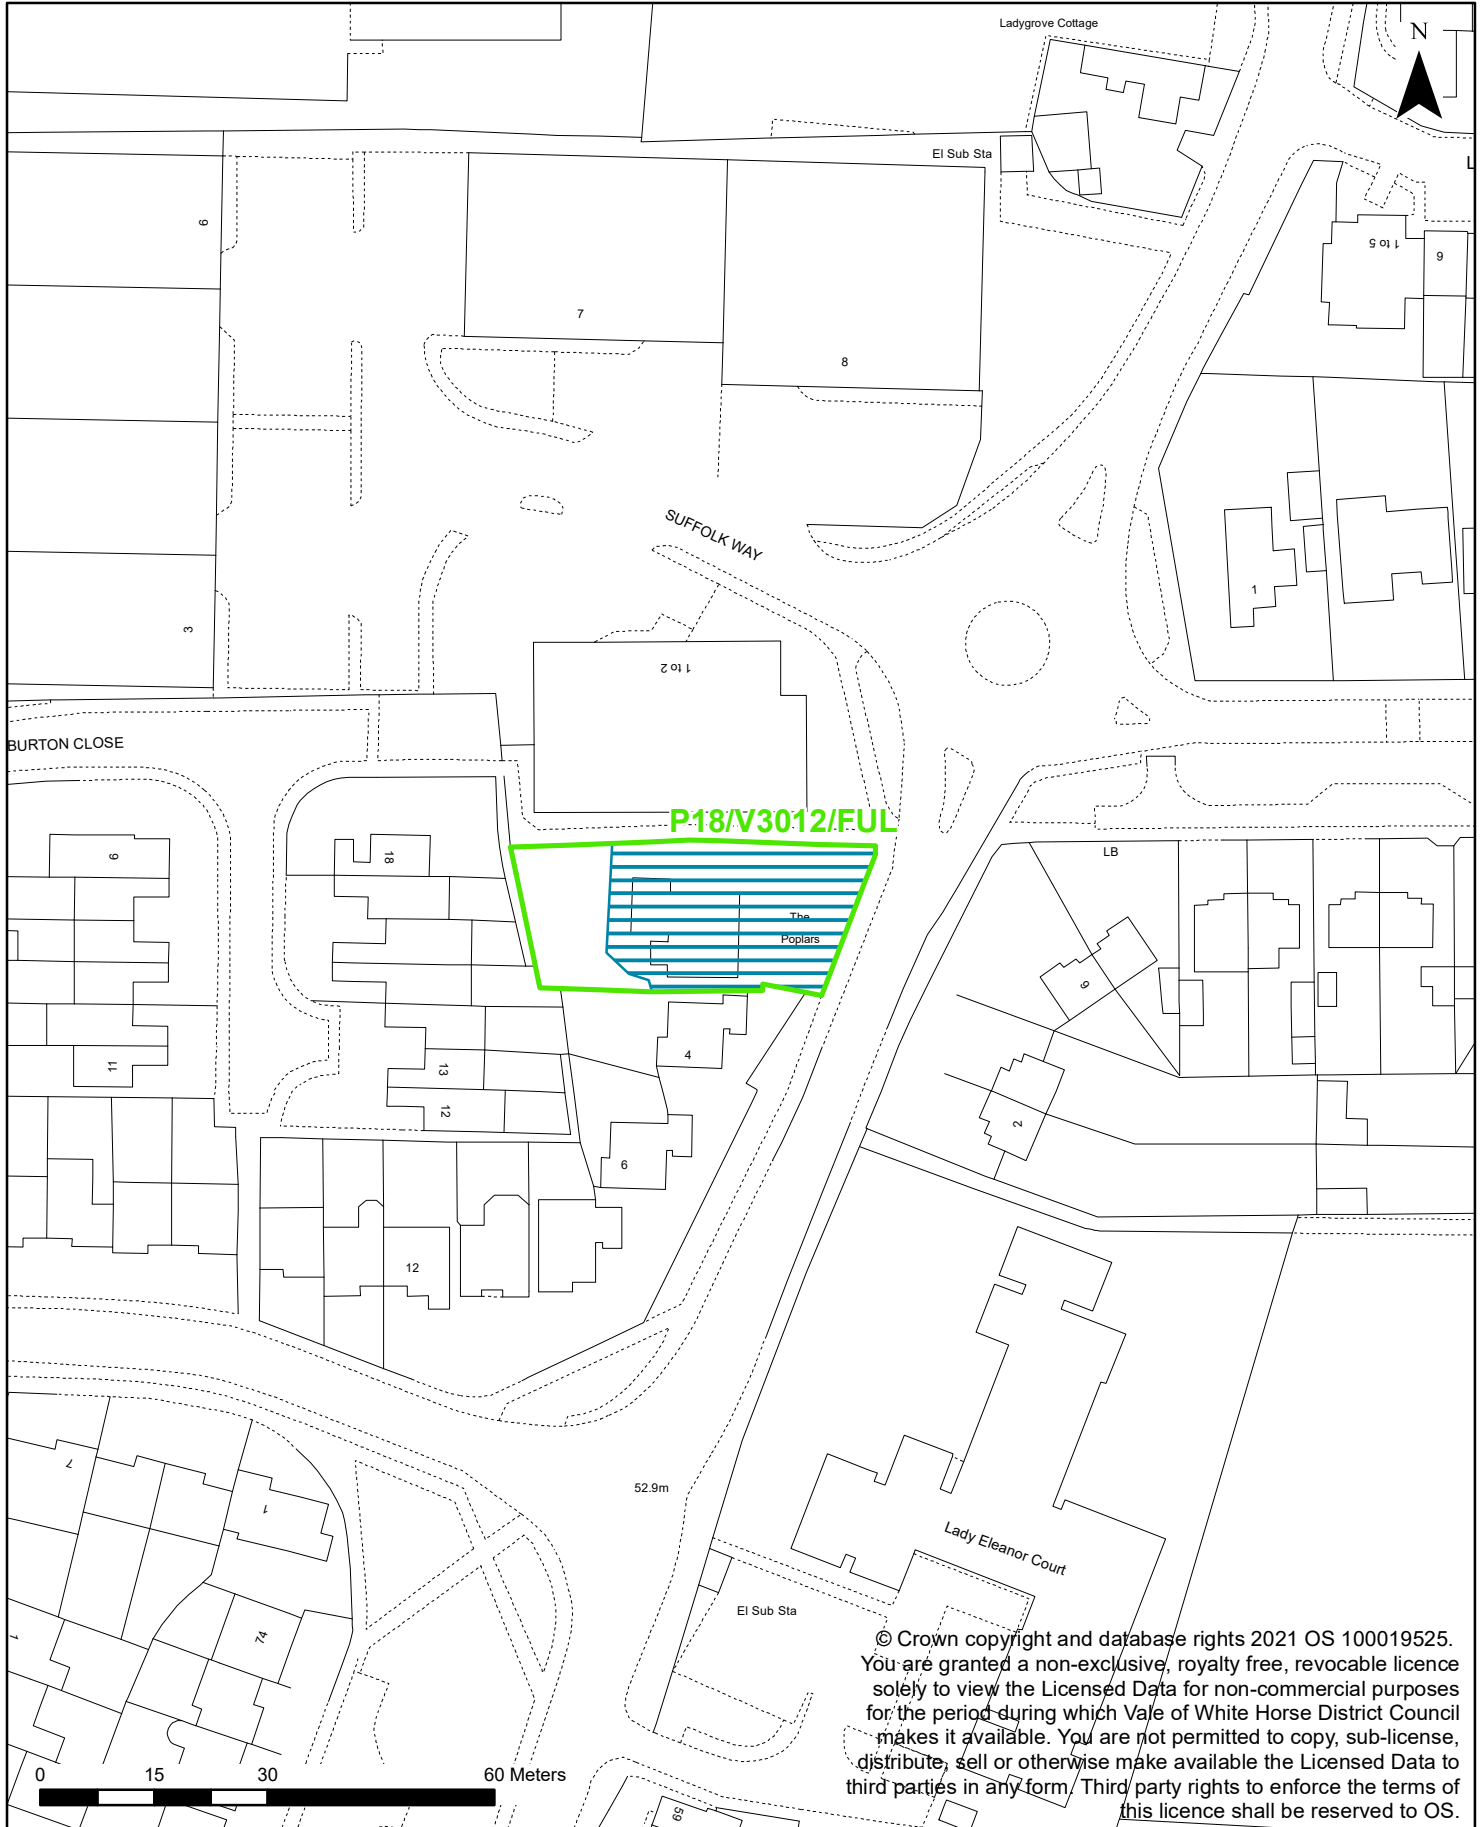 Ladygrove Cottage
N
El Sub Sta
L
6
1 to 5
9
7
8
SUFFOLK WAY
1
3
1 to 2
BURTON CLOSE
P18/V3012/FUL
LB
9
18
The
Poplars
9
4
11
13
12
2
6
12
7
1
52.9m
Lady Eleanor Court
El Sub Sta
74
1
59
0 15 30 60 Meters
© Crown copyright and database rights 2021 OS 100019525.
You are granted a non-exclusive, royalty free, revocable licence
solely to view the Licensed Data for non-commercial purposes
for the period during which Vale of White Horse District Council
makes it available. You are not permitted to copy, sub-license,
distribute, sell or otherwise make available the Licensed Data to
third parties in any form. Third party rights to enforce the terms of
this licence shall be reserved to OS.